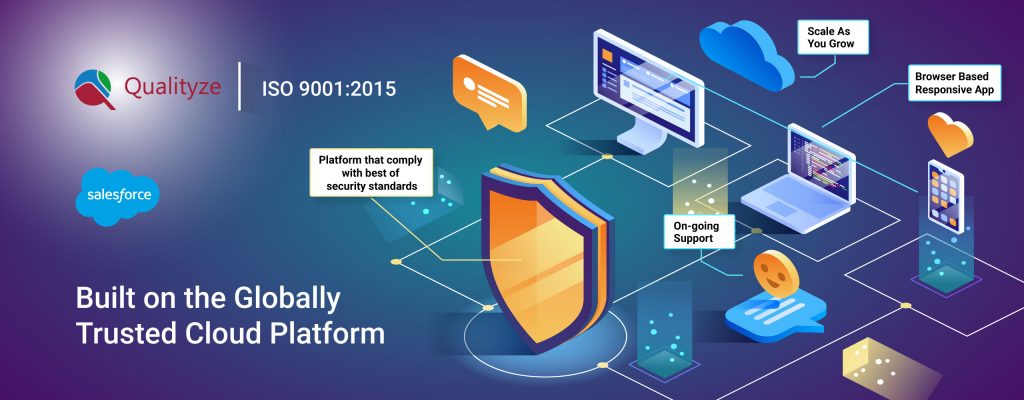 Qualityze
ISO 9001:2015
salesforce
Built on the Globally
Trusted Cloud Platform
Platform that comply
with best of
security standards
Scale As
You Grow
Browser Based
Responsive App
On-going
Support